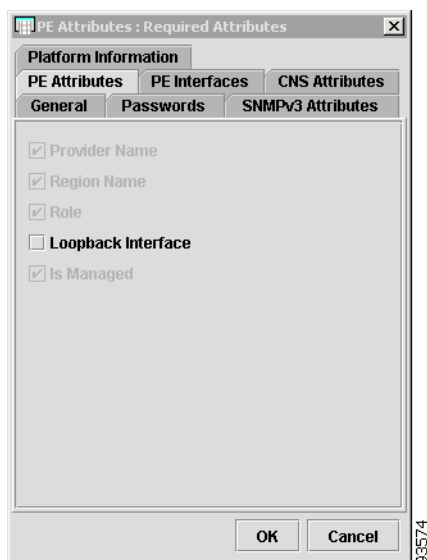 PE Attributes : Required Attributes
Platform Information
PE Attributes PE Interfaces CNS Attributes
General Passwords SNMPv3 Attributes
Provider Name
Region Name
Role
Loopback Interface
Is Managed
OK Cancel
93574